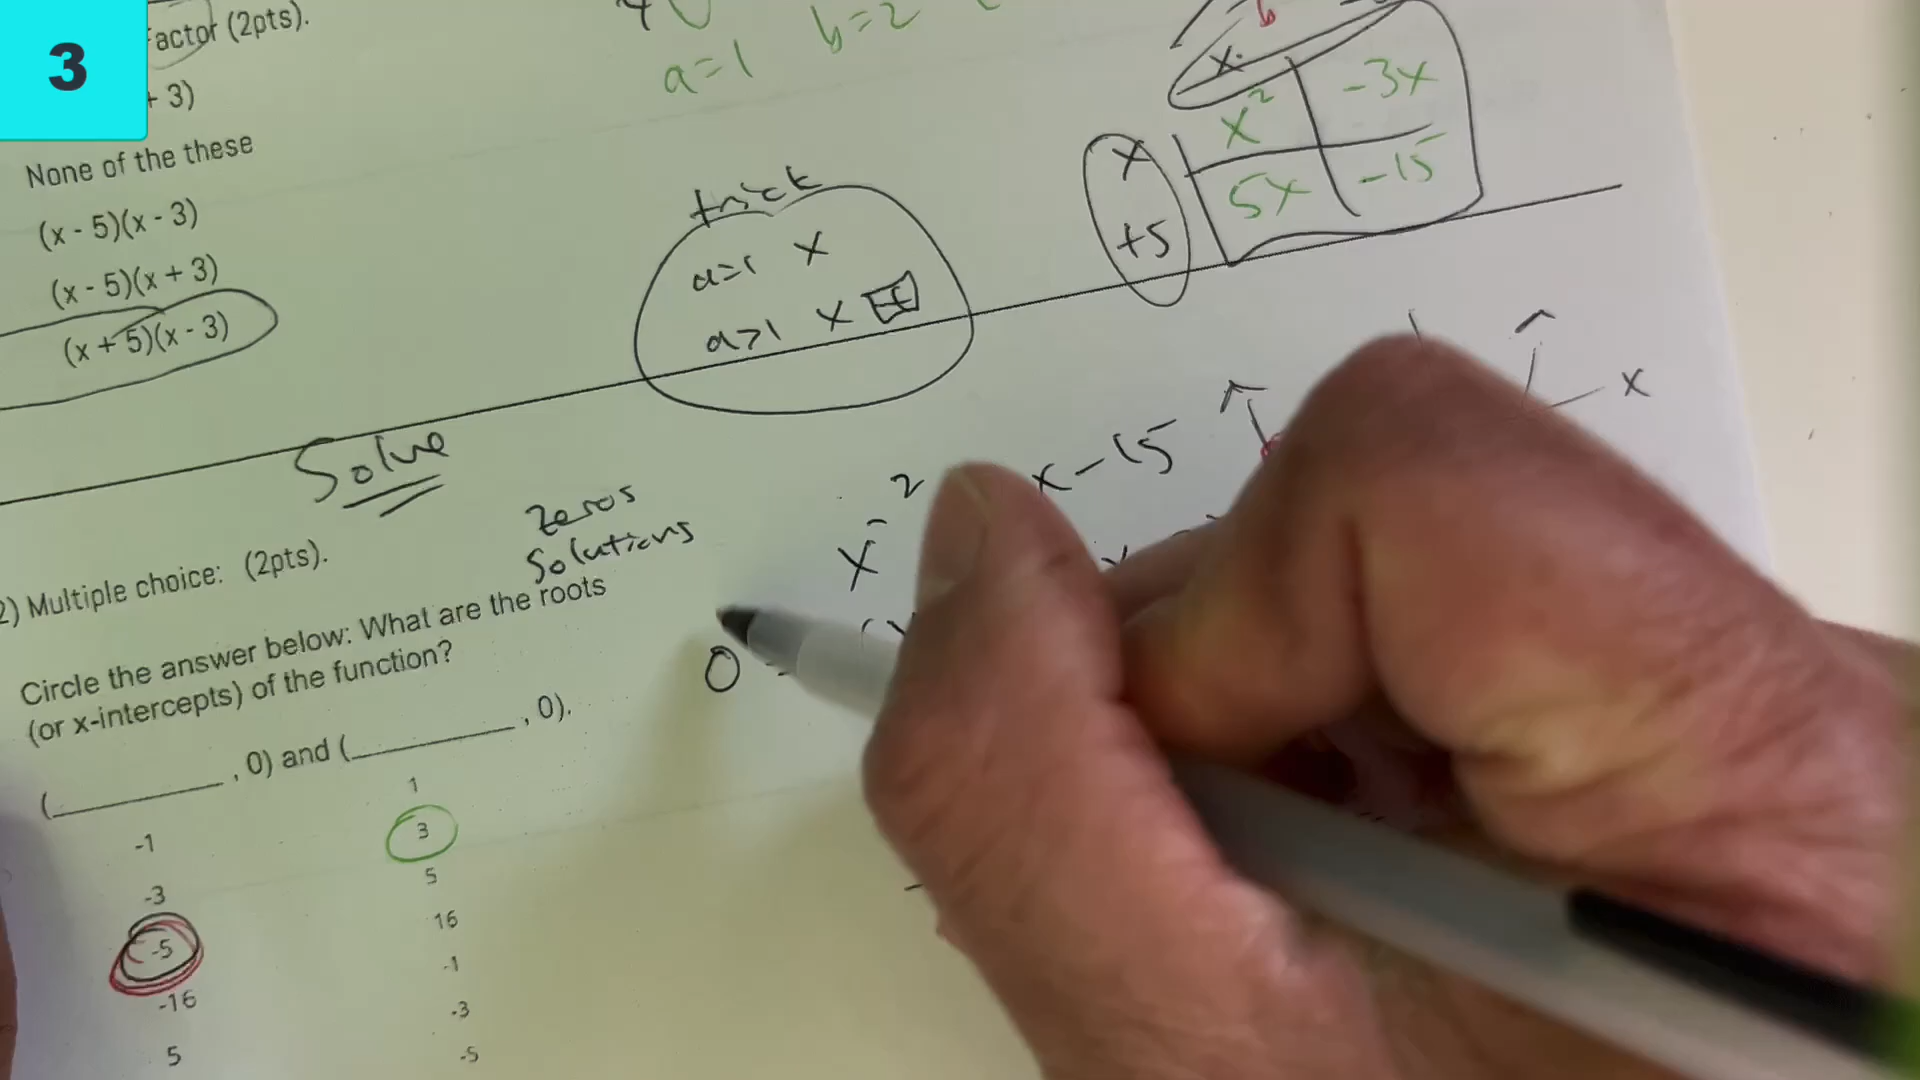 3
Factor (2pts).
+ 3)
None of the these
(x - 5)(x - 3)
(x - 5)(x + 3)
(x + 5)(x - 3)
a=1 b=2
trick
a=1 x
a>1 x
b
x
x² -3x
x
5x -15
+5
Solve
x² x-15
x
Zeros
Solutions
2) Multiple choice: (2pts).
Circle the answer below: What are the roots
(or x-intercepts) of the function?
0
(__________ , 0) and (__________ , 0).
-1 1
-3 3
-5 5
-16 16
5 -1
-3
-5